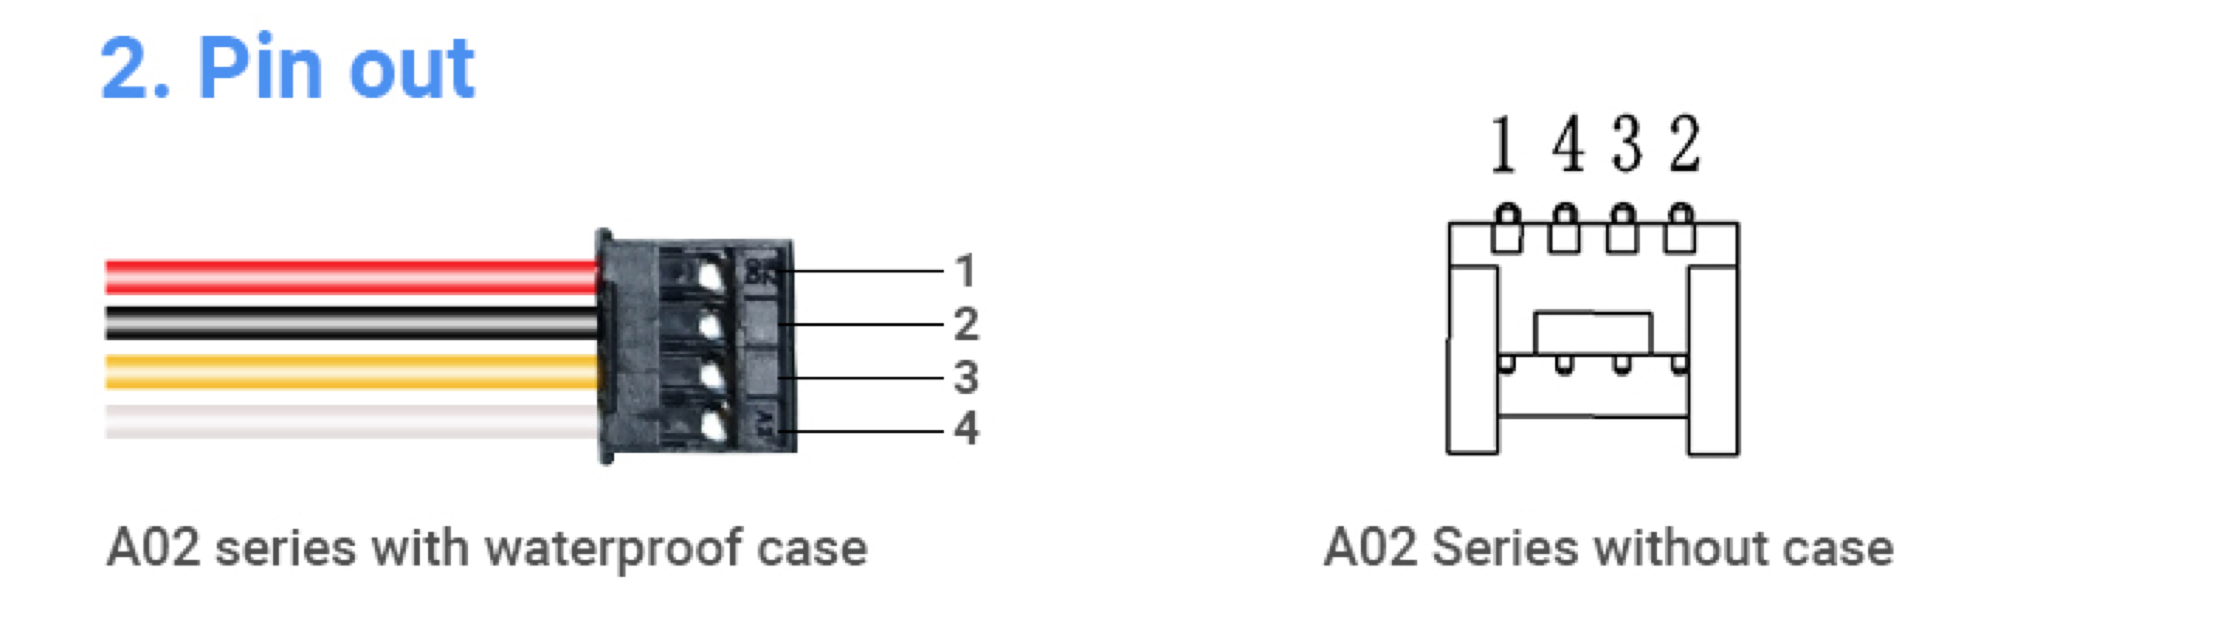 2. Pin out
1 4 3 2
1
2
3
4
A02 series with waterproof case
A02 Series without case